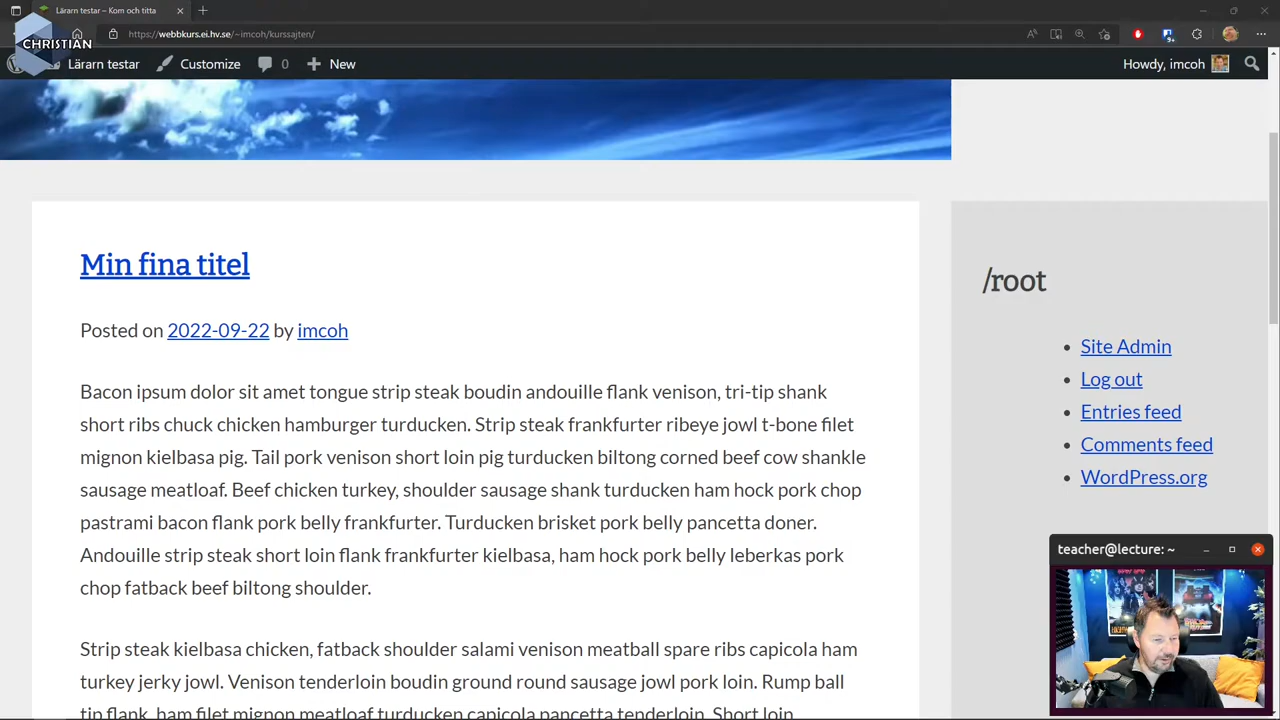 Lärarn testar – Kom och titta
CHRISTIAN
https://webbkurs.ei.hv.se/~imcoh/kurssajten/
Lärarn testar
Customize
0
New
Howdy, imcoh
Min fina titel
Posted on 2022-09-22 by imcoh
Bacon ipsum dolor sit amet tongue strip steak boudin andouille flank venison, tri-tip shank
short ribs chuck chicken hamburger turducken. Strip steak frankfurter ribeye jowl t-bone filet
mignon kielbasa pig. Tail pork venison short loin pig turducken biltong corned beef cow shankle
sausage meatloaf. Beef chicken turkey, shoulder sausage shank turducken ham hock pork chop
pastrami bacon flank pork belly frankfurter. Turducken brisket pork belly pancetta doner.
Andouille strip steak short loin flank frankfurter kielbasa, ham hock pork belly leberkas pork
chop fatback beef biltong shoulder.
Strip steak kielbasa chicken, fatback shoulder salami venison meatball spare ribs capicola ham
turkey jerky jowl. Venison tenderloin boudin ground round sausage jowl pork loin. Rump ball
tip flank, ham filet mignon meatloaf turducken capicola pancetta tenderloin. Short loin
/root
Site Admin
Log out
Entries feed
Comments feed
WordPress.org
teacher@lecture: ~